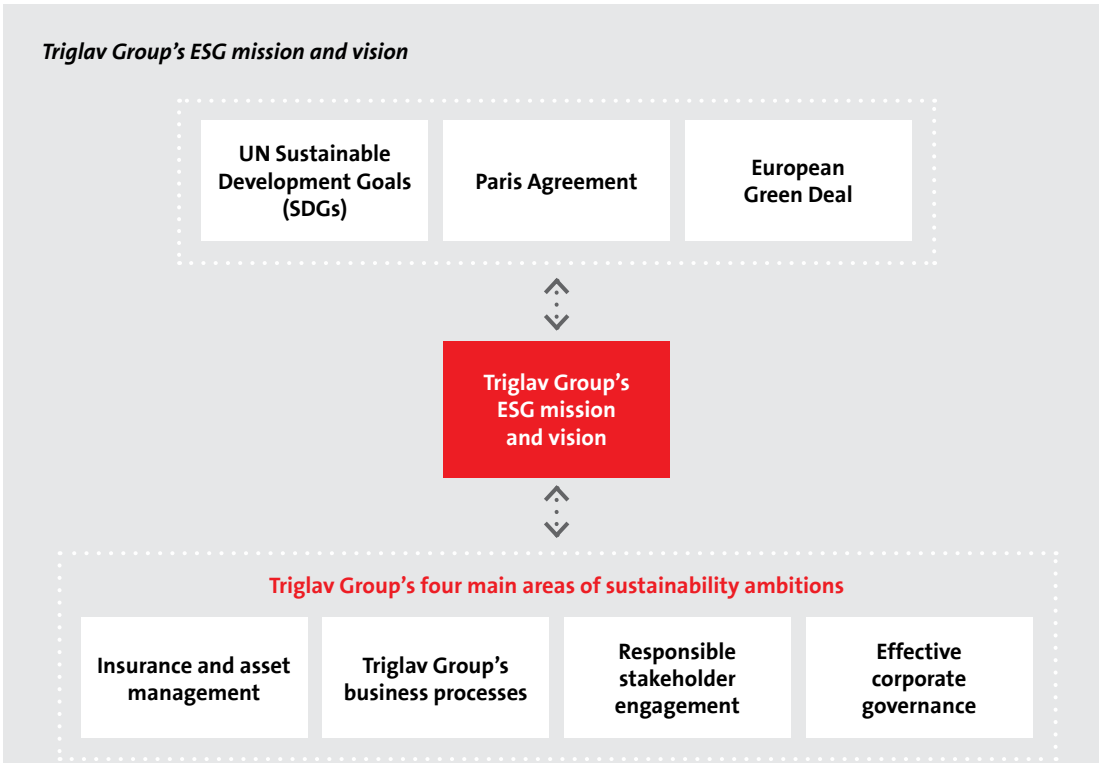 Triglav Group’s ESG mission and vision
UN Sustainable
Development Goals
(SDGs)
Paris Agreement
European
Green Deal
Triglav Group’s
ESG mission
and vision
Triglav Group’s four main areas of sustainability ambitions
Insurance and asset
management
Triglav Group’s
business processes
Responsible
stakeholder
engagement
Effective
corporate
governance